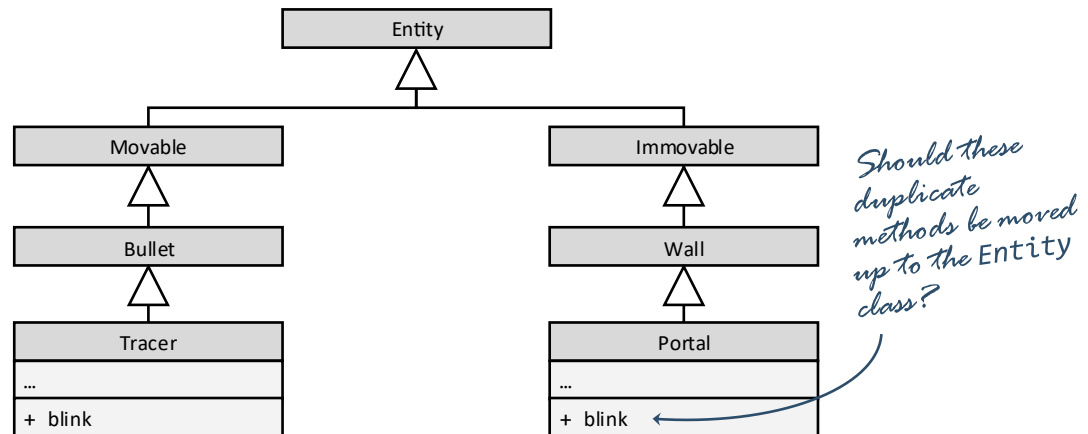 Entity
Movable
Immovable
Should these
duplicate
methods be moved
up to the Entity
class?
Bullet
Wall
Tracer
Portal
...
...
+ blink
+ blink